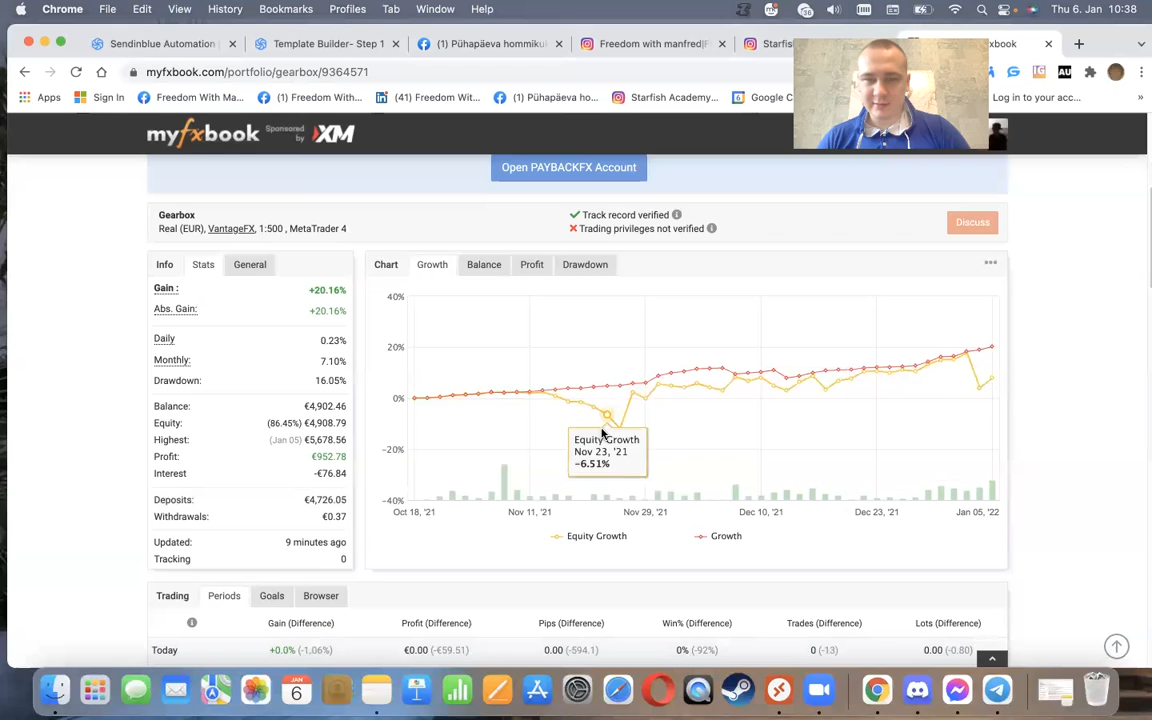 Chrome File Edit View History Bookmarks Profiles Tab Window Help Thu 6. Jan 10:38
Sendinblue Automation Template Builder- Step 1 (1) Pühapäeva hommiku Freedom with manfred|F Starfis xbook
myfxbook.com/portfolio/gearbox/9364571
Apps Sign In Freedom With Ma... (1) Freedom With... (41) Freedom Wit... (1) Pühapäeva ho... Starfish Academy... Google C Log in to your acc...
myfxbook Sponsored by XM
Open PAYBACKFX Account
Gearbox
Real (EUR), VantageFX, 1:500 , MetaTrader 4
Track record verified
Trading privileges not verified
Discuss
Info Stats General
Gain : +20.16%
Abs. Gain: +20.16%
Daily 0.23%
Monthly: 7.10%
Drawdown: 16.05%
Balance: €4,902.46
Equity: (86.45%) €4,908.79
Highest: (Jan 05) €5,678.56
Profit: €952.78
Interest -€76.84
Deposits: €4,726.05
Withdrawals: €0.37
Updated: 9 minutes ago
Tracking 0
Chart Growth Balance Profit Drawdown
40%
20%
0%
-20%
-40%
Equity Growth
Nov 23, '21
-6.51%
Oct 18, '21 Nov 11, '21 Nov 29, '21 Dec 10, '21 Dec 23, '21 Jan 05, '22
Equity Growth Growth
Trading Periods Goals Browser
Gain (Difference) Profit (Difference) Pips (Difference) Win% (Difference) Trades (Difference) Lots (Difference)
Today +0.0% (-1,06%) €0.00 (-€59.51) 0.00 (-594.1) 0% (-92%) 0 (-13) 0.00 (-0.80)
JAN
6